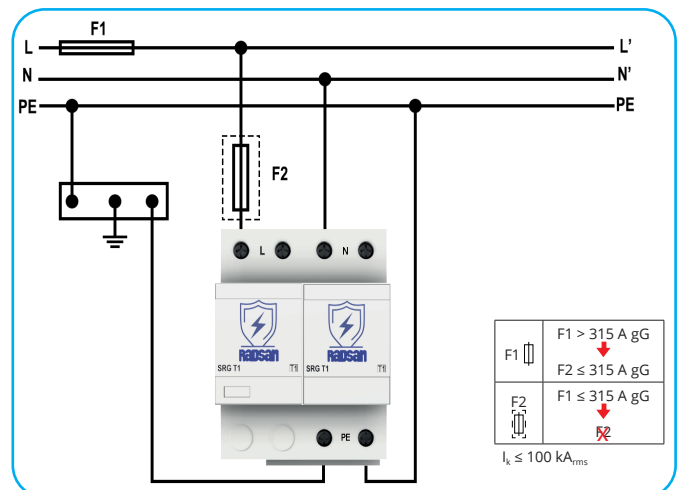 F1
L
L’
N
N’
PE
PE
F2
L N
RADSAN
RADSAN
SRG T1 T1
SRG T1 T1
PE
F1 F1 > 315 A gG
F2 ≤ 315 A gG
F2 F1 ≤ 315 A gG
F2
Ik ≤ 100 kArms